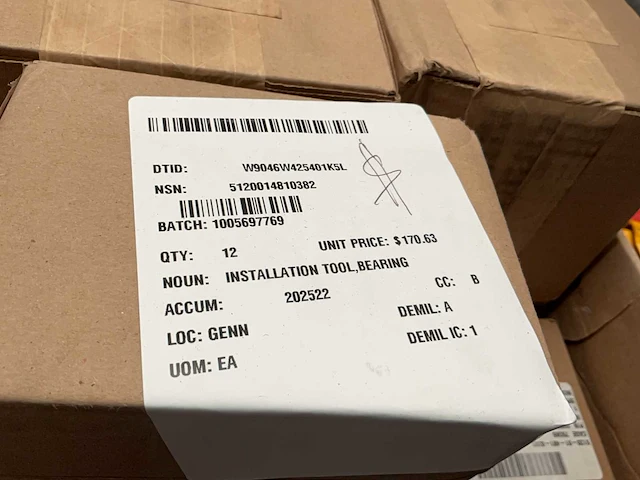 DTID: W9046W425401K5L
NSN: 5120014810382
BATCH: 1005697769
QTY: 12 UNIT PRICE: $170.63
NOUN: INSTALLATION TOOL,BEARING
ACCUM: 202522 CC: B
LOC: GENN DEMIL: A
UOM: EA DEMIL IC: 1